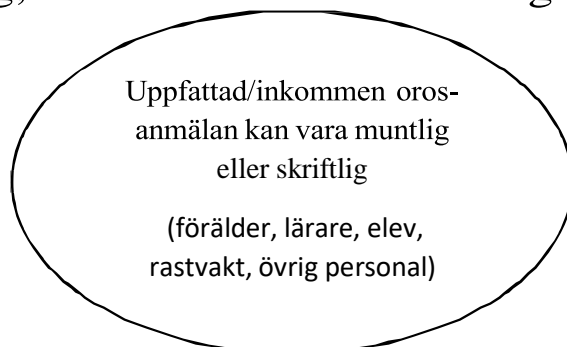 Uppfattad/inkommen oros-
anmälan kan vara muntlig
eller skriftlig
(förälder, lärare, elev,
rastvakt, övrig personal)